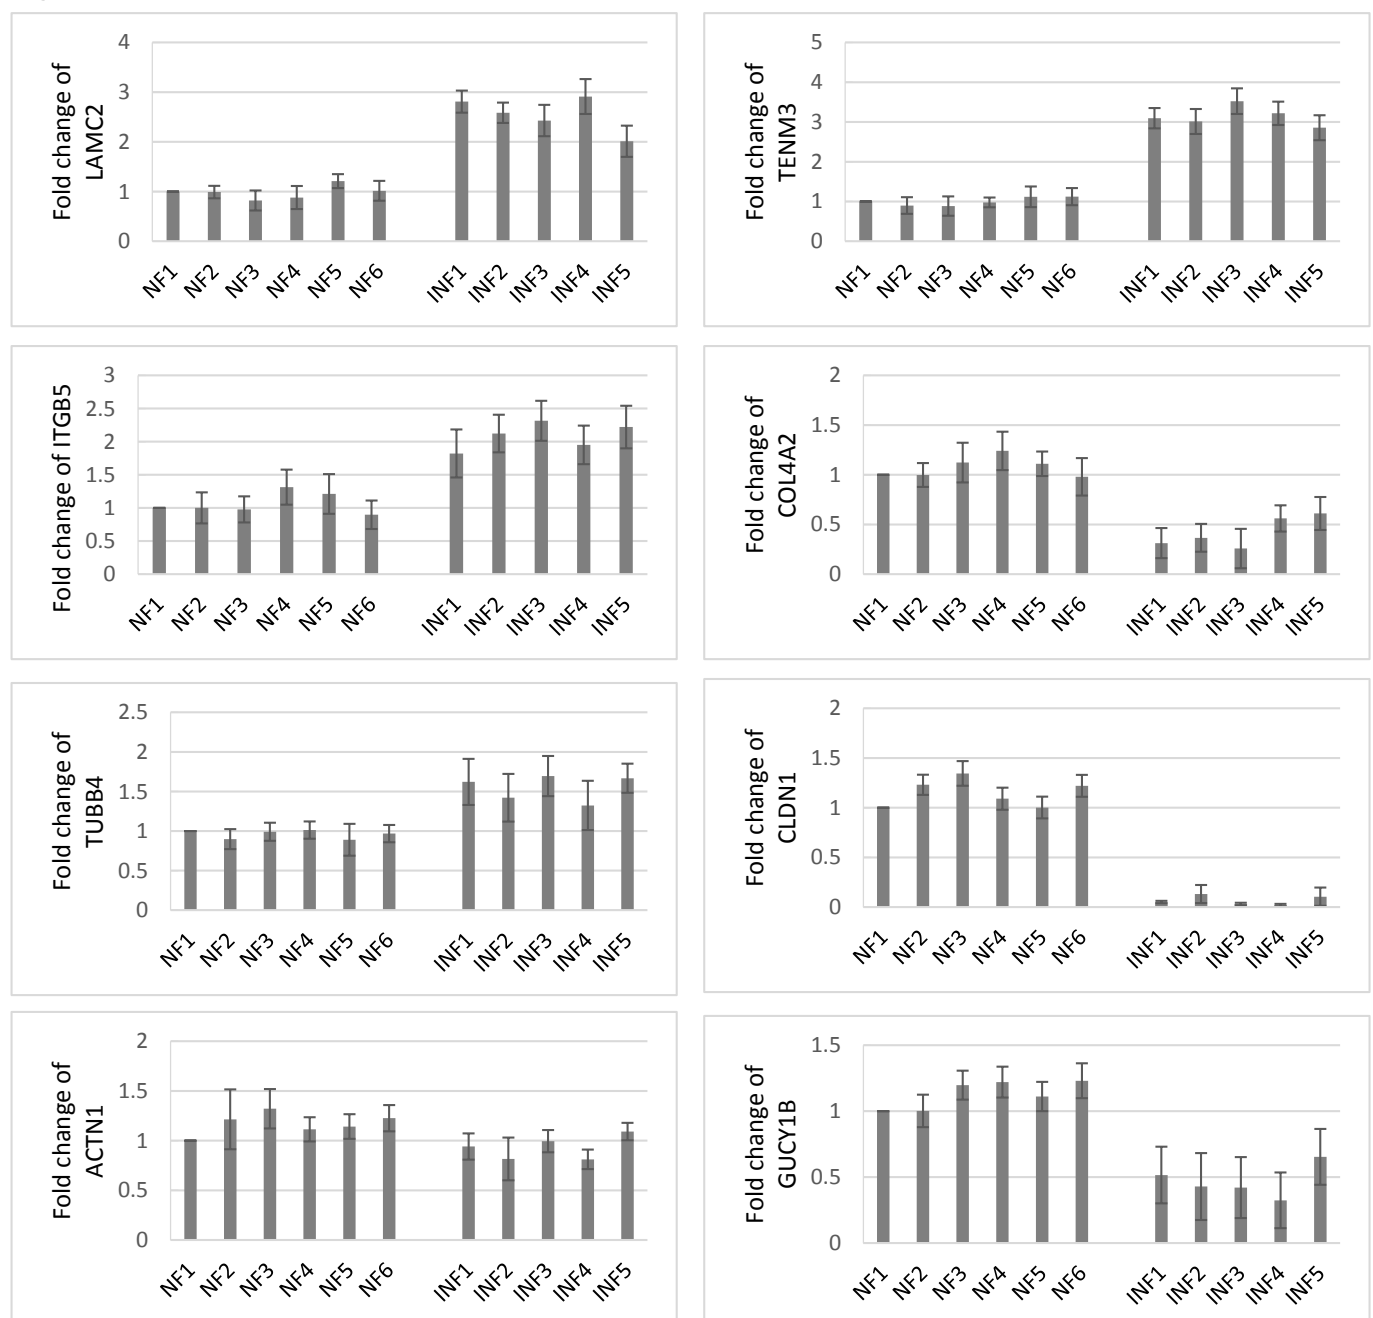 Fold change of
LAMC2
4
3
2
1
0
NF1 NF2 NF3 NF4 NF5 NF6 INF1 INF2 INF3 INF4 INF5
Fold change of
TENM3
5
4
3
2
1
0
NF1 NF2 NF3 NF4 NF5 NF6 INF1 INF2 INF3 INF4 INF5
Fold change of ITGB5
3
2.5
2
1.5
1
0.5
0
NF1 NF2 NF3 NF4 NF5 NF6 INF1 INF2 INF3 INF4 INF5
Fold change of
COL4A2
2
1.5
1
0.5
0
NF1 NF2 NF3 NF4 NF5 NF6 INF1 INF2 INF3 INF4 INF5
Fold change of
TUBB4
2.5
2
1.5
1
0.5
0
NF1 NF2 NF3 NF4 NF5 NF6 INF1 INF2 INF3 INF4 INF5
Fold change of
CLDN1
2
1.5
1
0.5
0
NF1 NF2 NF3 NF4 NF5 NF6 INF1 INF2 INF3 INF4 INF5
Fold change of
ACTN1
2
1.5
1
0.5
0
NF1 NF2 NF3 NF4 NF5 NF6 INF1 INF2 INF3 INF4 INF5
Fold change of
GUCY1B
1.5
1
0.5
0
NF1 NF2 NF3 NF4 NF5 NF6 INF1 INF2 INF3 INF4 INF5